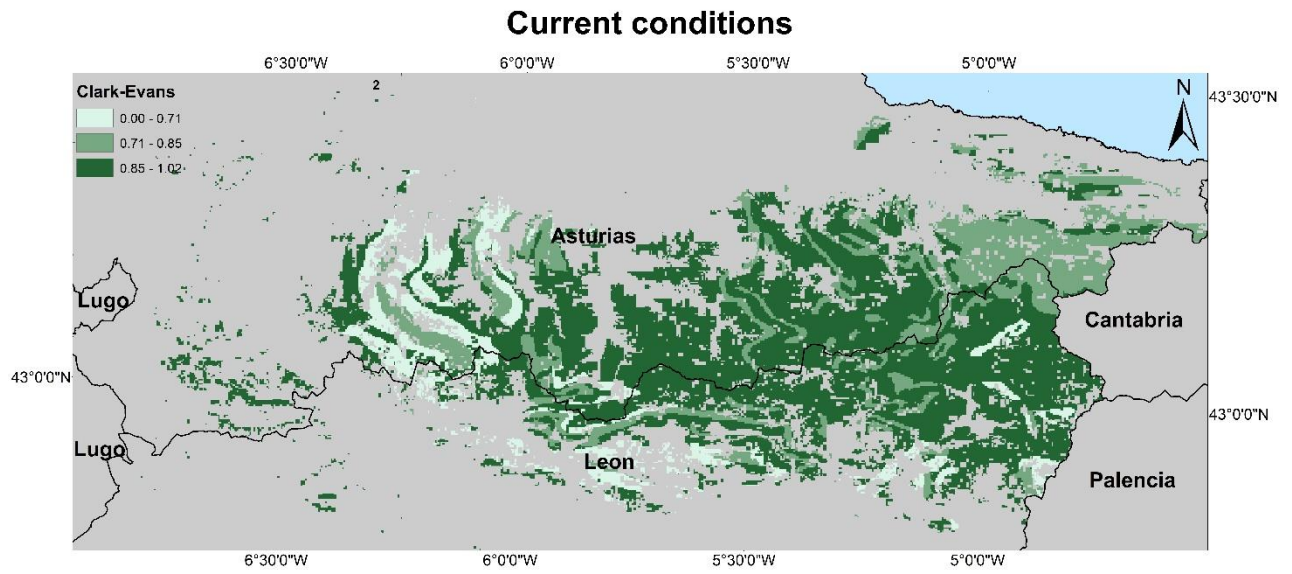 Current conditions
6°30'0"W 6°0'0"W 5°30'0"W 5°0'0"W
2
Clark-Evans
0.00 - 0.71
0.71 - 0.85
0.85 - 1.02
N
43°30'0"N
Asturias
Lugo
Cantabria
43°0'0"N
43°0'0"N
Lugo
Leon
Palencia
6°30'0"W 6°0'0"W 5°30'0"W 5°0'0"W